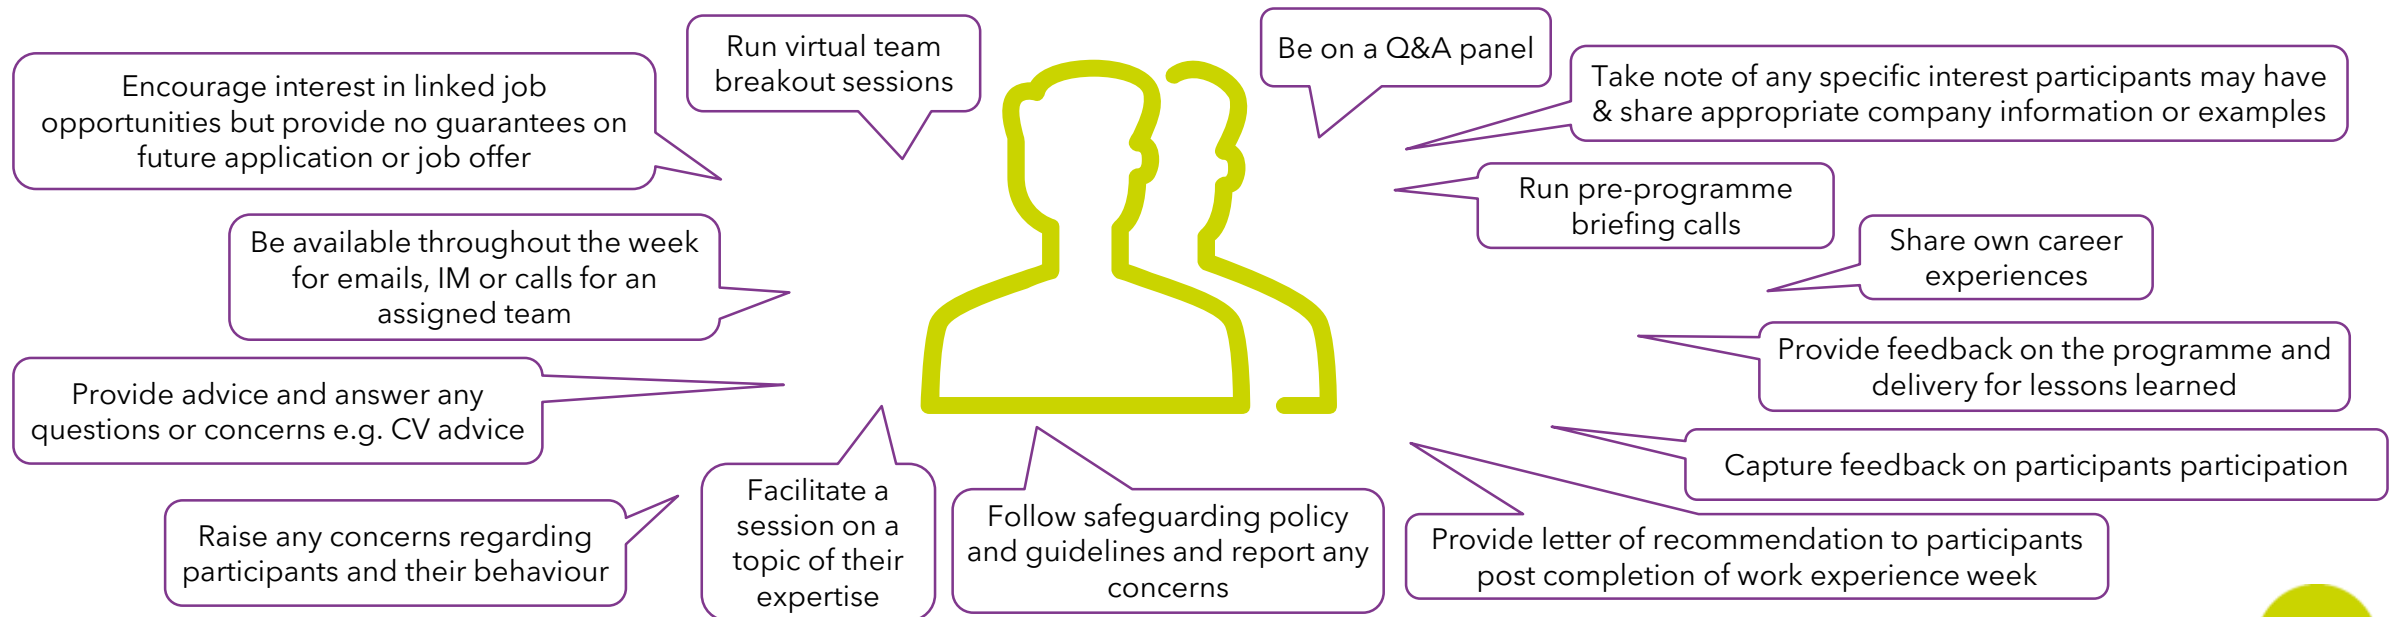 Run virtual team
breakout sessions
Be on a Q&A panel
Encourage interest in linked job
opportunities but provide no guarantees on
future application or job offer
Take note of any specific interest participants may have
& share appropriate company information or examples
Run pre-programme
briefing calls
Be available throughout the week
for emails, IM or calls for an
assigned team
Share own career
experiences
Provide feedback on the programme and
delivery for lessons learned
Provide advice and answer any
questions or concerns e.g. CV advice
Capture feedback on participants participation
Raise any concerns regarding
participants and their behaviour
Facilitate a
session on a
topic of their
expertise
Follow safeguarding policy
and guidelines and report any
concerns
Provide letter of recommendation to participants
post completion of work experience week